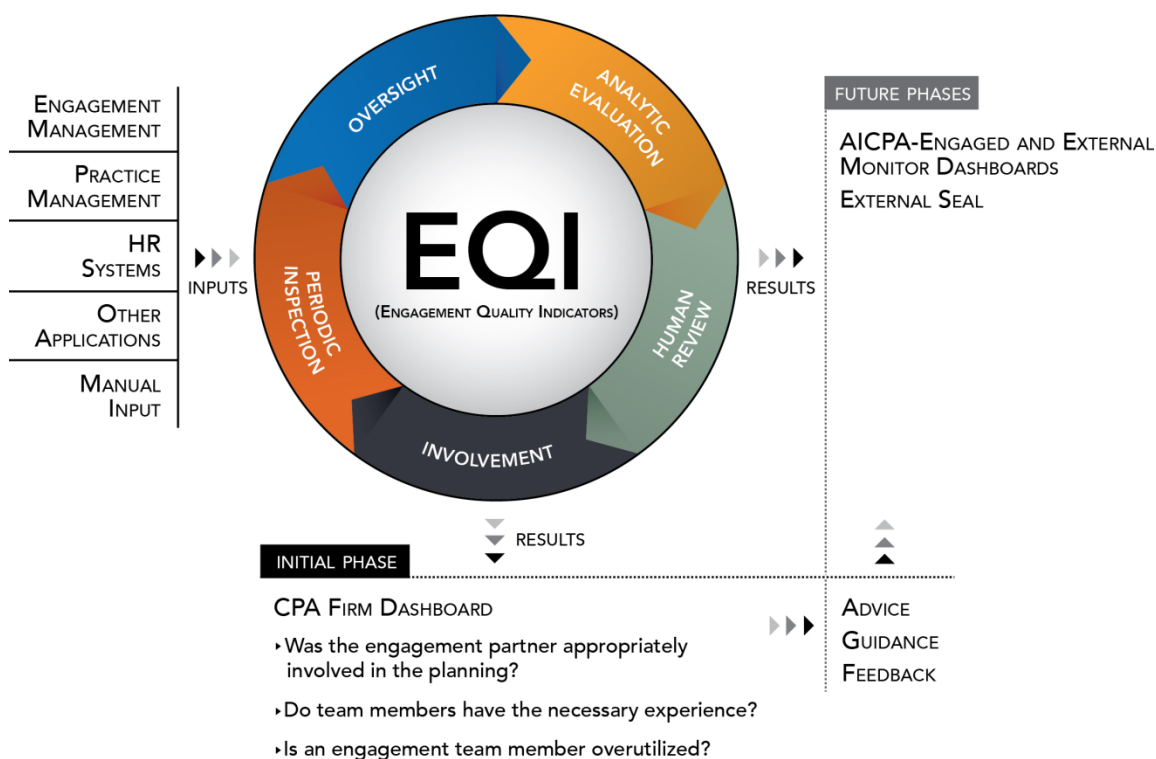 ENGAGEMENT
MANAGEMENT
PRACTICE
MANAGEMENT
HR
SYSTEMS
OTHER
APPLICATIONS
MANUAL
INPUT
INPUTS
OVERSIGHT
ANALYTIC
EVALUATION
HUMAN
REVIEW
INVOLVEMENT
PERIODIC
INSPECTION
EQI
(ENGAGEMENT QUALITY INDICATORS)
RESULTS
FUTURE PHASES
AICPA-ENGAGED AND EXTERNAL
MONITOR DASHBOARDS
EXTERNAL SEAL
RESULTS
INITIAL PHASE
CPA FIRM DASHBOARD
▸Was the engagement partner appropriately
involved in the planning?
▸Do team members have the necessary experience?
▸Is an engagement team member overutilized?
ADVICE
GUIDANCE
FEEDBACK